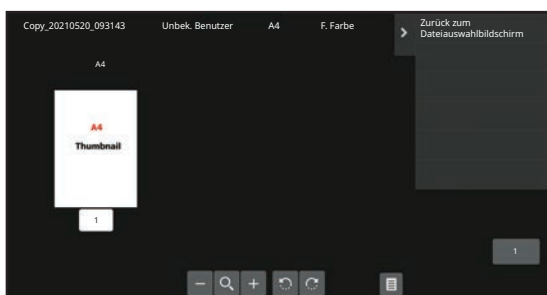 Copy_20210520_093143 Unbek. Benutzer A4 F. Farbe
Zurück zum
Dateiauswahlbildschirm
A4
A4
Thumbnail
1
1